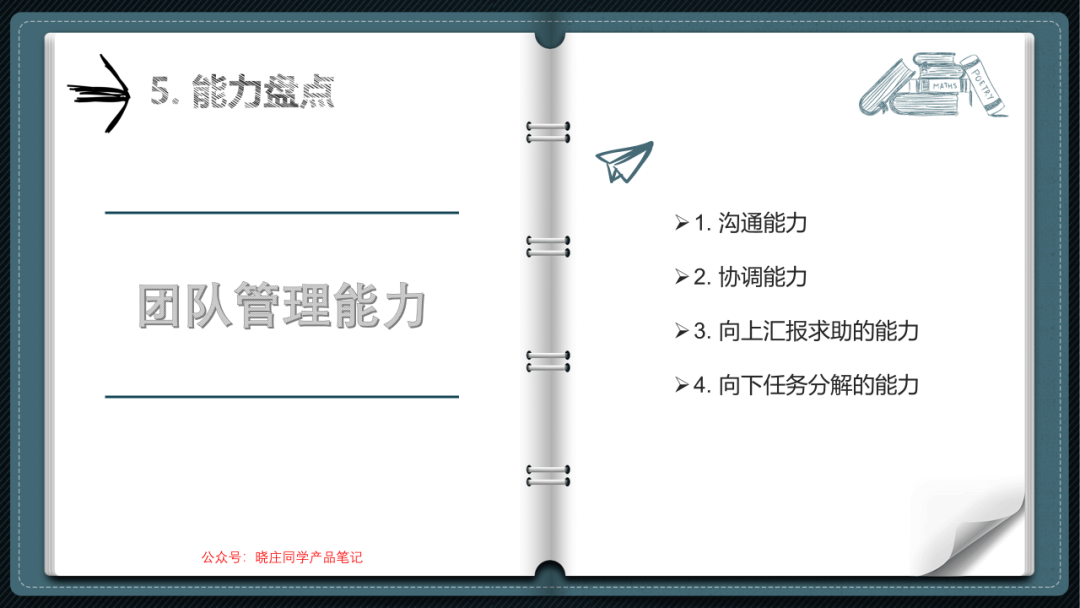 5. 能力盘点
团队管理能力
公众号：晓庄同学产品笔记
MATHS
POETRY
1. 沟通能力
2. 协调能力
3. 向上汇报求助的能力
4. 向下任务分解的能力